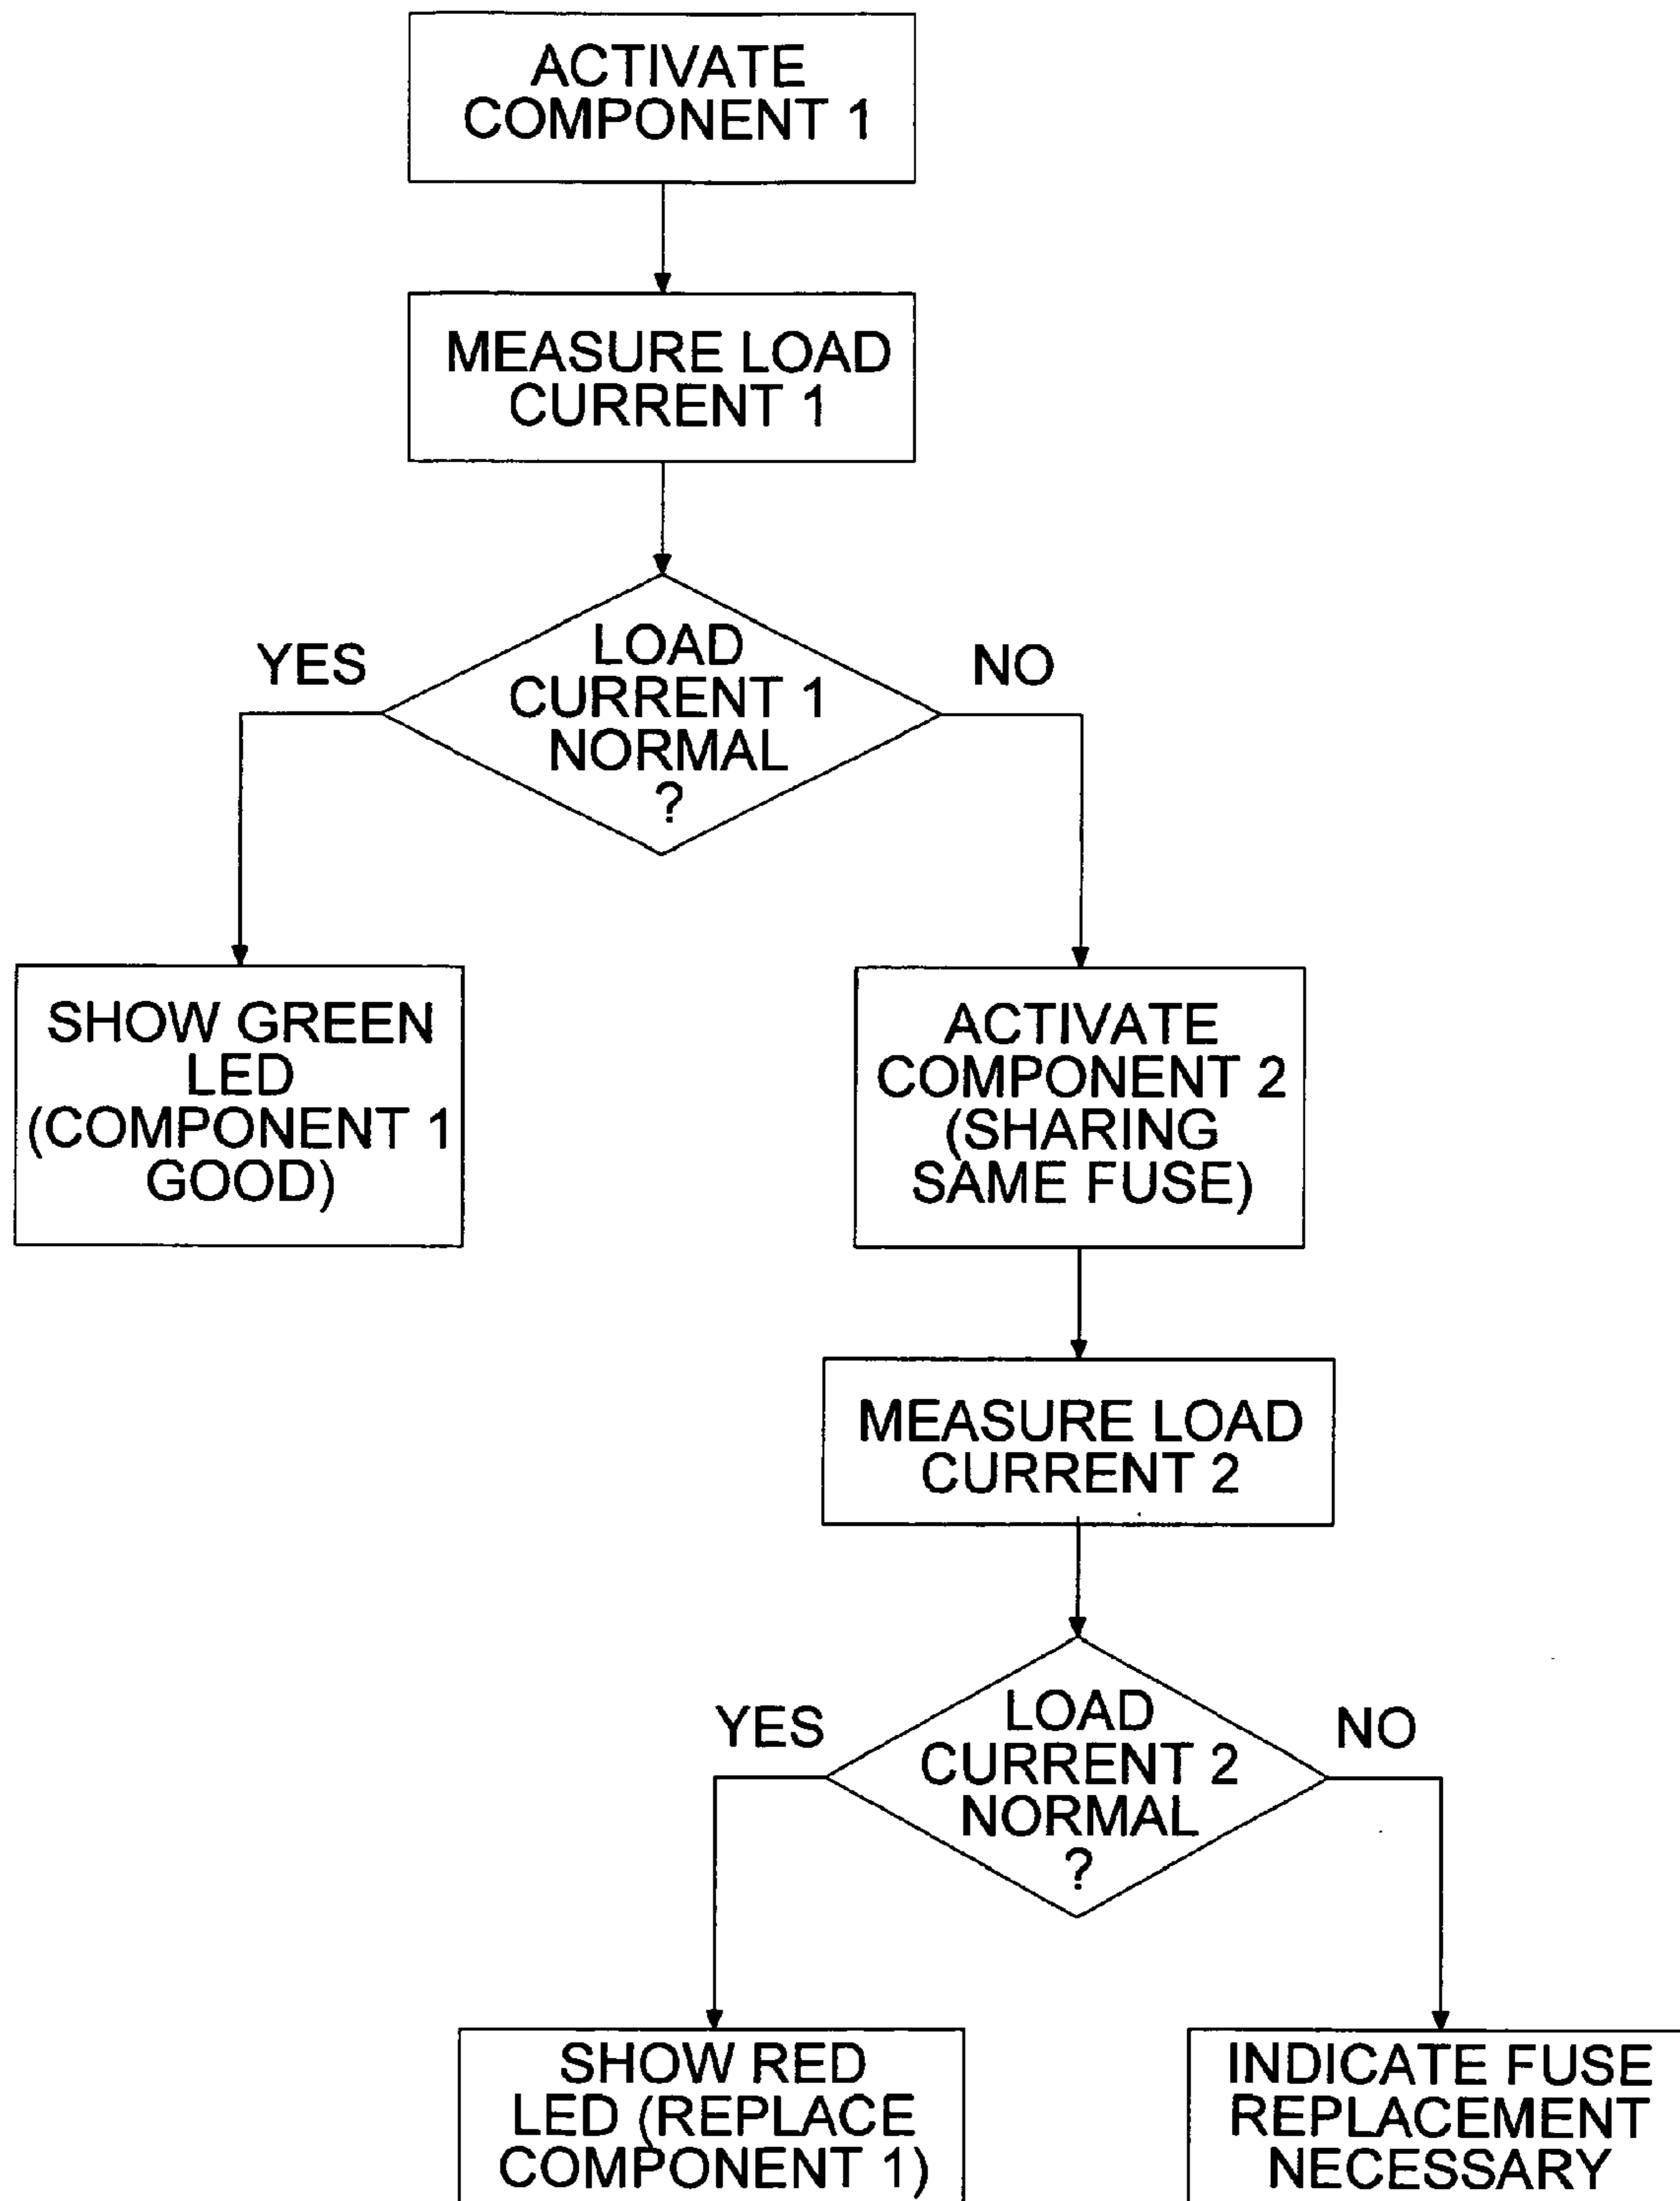 ACTIVATE
COMPONENT 1
MEASURE LOAD
CURRENT 1
LOAD
CURRENT 1
NORMAL
?
YES
NO
SHOW GREEN
LED
(COMPONENT 1
GOOD)
ACTIVATE
COMPONENT 2
(SHARING
SAME FUSE)
MEASURE LOAD
CURRENT 2
LOAD
CURRENT 2
NORMAL
?
YES
NO
SHOW RED
LED (REPLACE
COMPONENT 1)
INDICATE FUSE
REPLACEMENT
NECESSARY